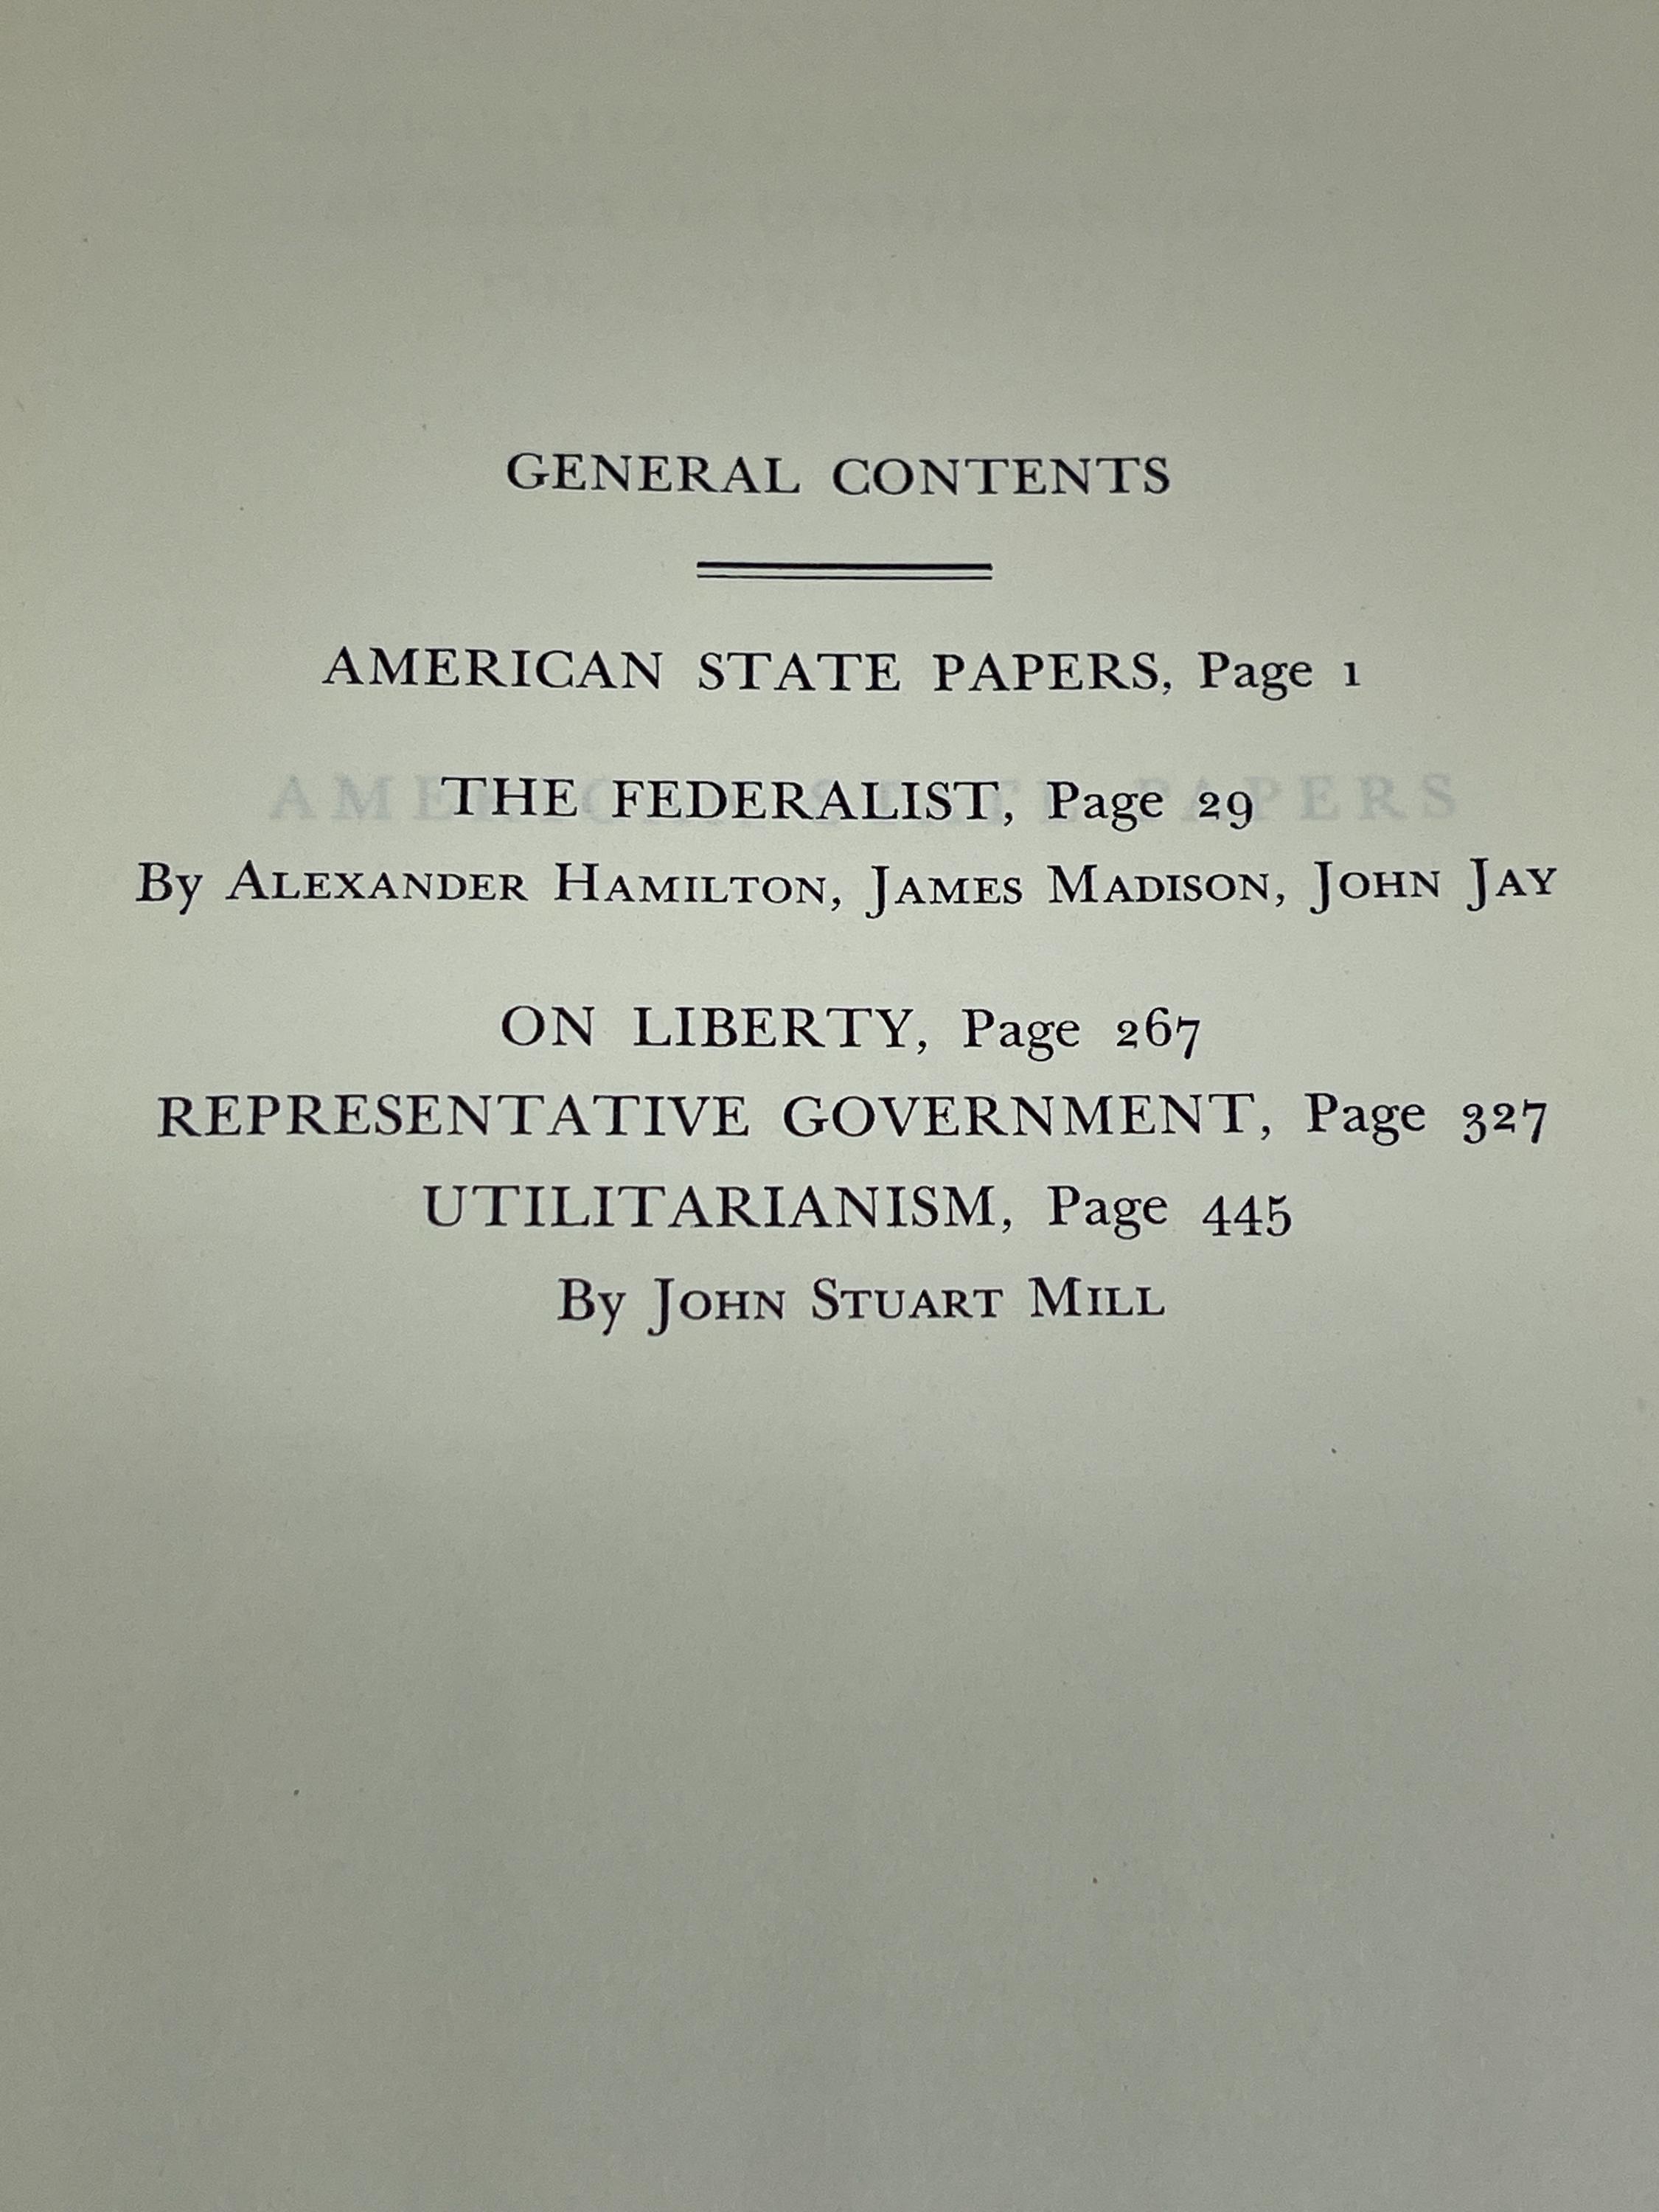 GENERAL CONTENTS
AMERICAN STATE PAPERS, Page 1
THE FEDERALIST, Page 29
By ALEXANDER HAMILTON, JAMES MADISON, JOHN JAY
ON LIBERTY, Page 267
REPRESENTATIVE GOVERNMENT, Page 327
UTILITARIANISM, Page 445
By JOHN STUART MILL